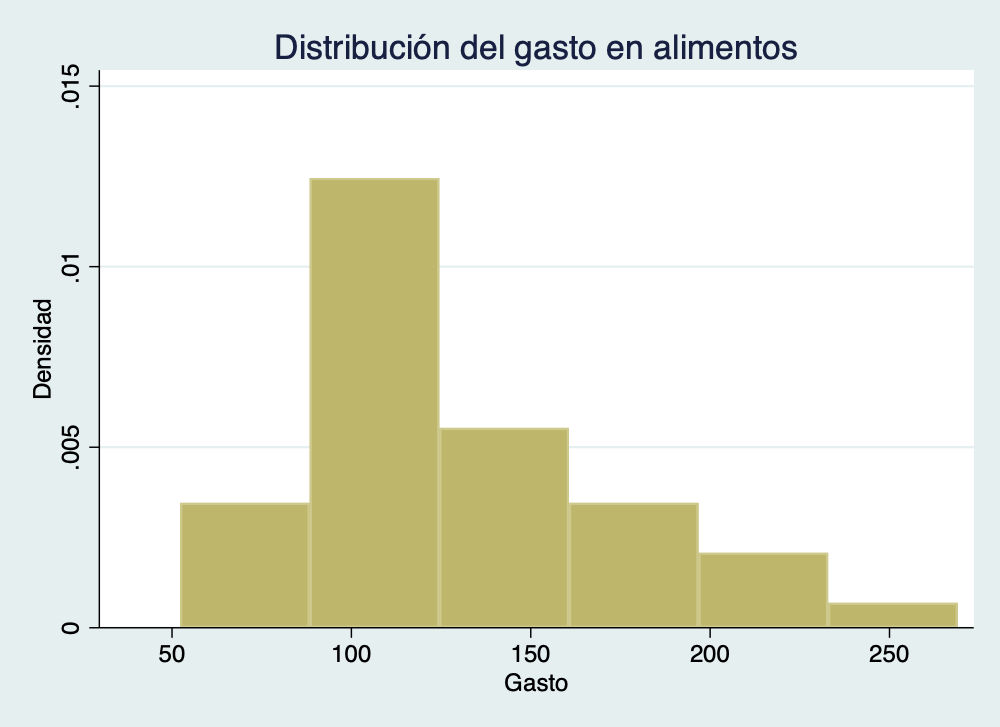 Distribución del gasto en alimentos
.015
.01
.005
0
Densidad
50 100 150 200 250
Gasto